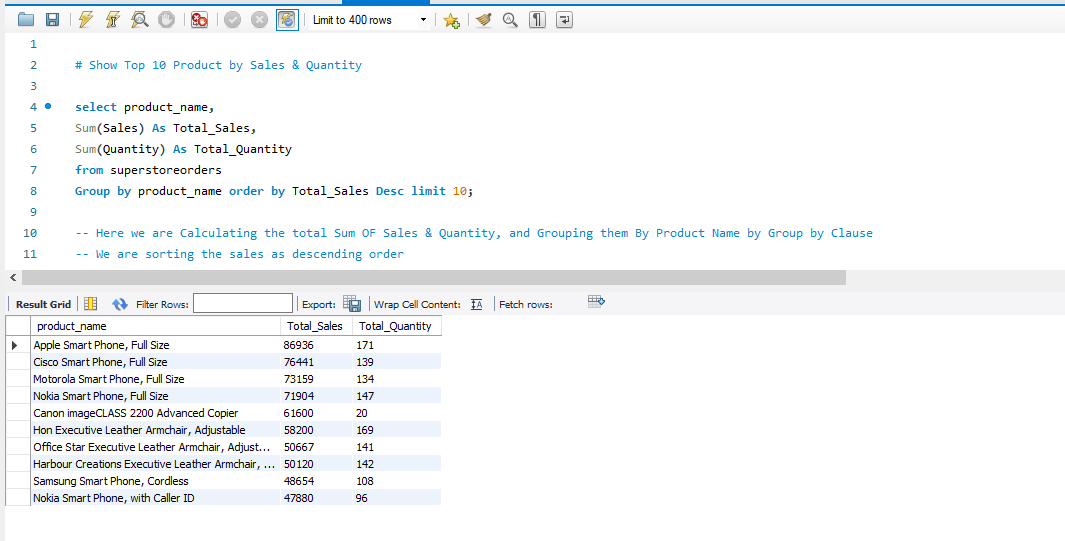 Limit to 400 rows
1
2 # Show Top 10 Product by Sales & Quantity
3
4 select product_name,
5 Sum(Sales) As Total_Sales,
6 Sum(Quantity) As Total_Quantity
7 from superstoreorders
8 Group by product_name order by Total_Sales Desc limit 10;
9
10 -- Here we are Calculating the total Sum OF Sales & Quantity, and Grouping them By Product Name by Group by Clause
11 -- We are sorting the sales as descending order
Result Grid Filter Rows: Export: Wrap Cell Content: Fetch rows:
product_name Total_Sales Total_Quantity
Apple Smart Phone, Full Size 86936 171
Cisco Smart Phone, Full Size 76441 139
Motorola Smart Phone, Full Size 73159 134
Nokia Smart Phone, Full Size 71904 147
Canon imageCLASS 2200 Advanced Copier 61600 20
Hon Executive Leather Armchair, Adjustable 58200 169
Office Star Executive Leather Armchair, Adjust... 50667 141
Harbour Creations Executive Leather Armchair, ... 50120 142
Samsung Smart Phone, Cordless 48654 108
Nokia Smart Phone, with Caller ID 47880 96